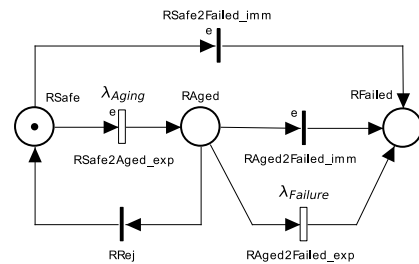 RSafe2Failed_imm
e
RSafe
λAging
RAged
RFailed
e
e
RSafe2Aged_exp
RAged2Failed_imm
λFailure
RRej
RAged2Failed_exp